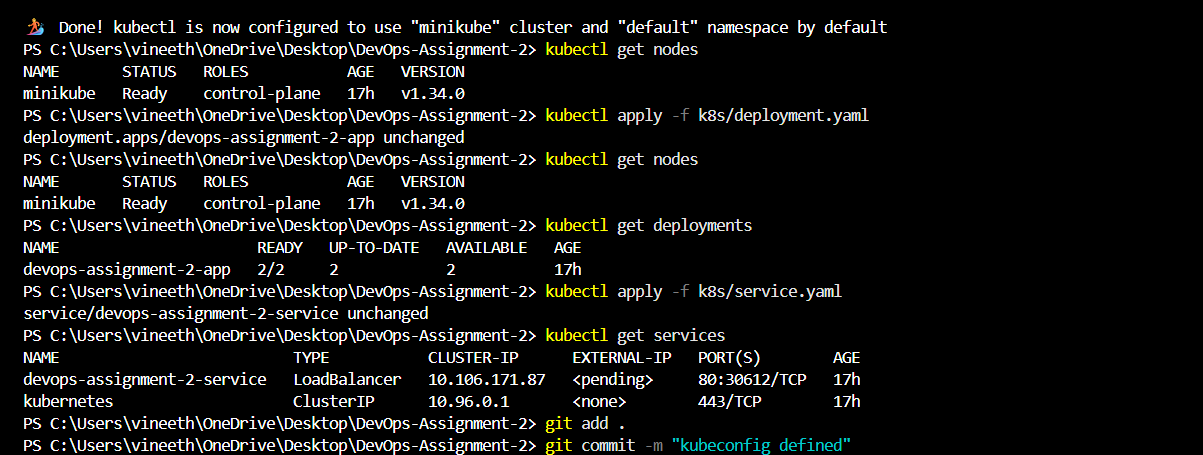 🏄 Done! kubectl is now configured to use "minikube" cluster and "default" namespace by default
PS C:\Users\vineeth\OneDrive\Desktop\DevOps-Assignment-2> kubectl get nodes
NAME       STATUS   ROLES           AGE   VERSION
minikube   Ready    control-plane   17h   v1.34.0
PS C:\Users\vineeth\OneDrive\Desktop\DevOps-Assignment-2> kubectl apply -f k8s/deployment.yaml
deployment.apps/devops-assignment-2-app unchanged
PS C:\Users\vineeth\OneDrive\Desktop\DevOps-Assignment-2> kubectl get nodes
NAME       STATUS   ROLES           AGE   VERSION
minikube   Ready    control-plane   17h   v1.34.0
PS C:\Users\vineeth\OneDrive\Desktop\DevOps-Assignment-2> kubectl get deployments
NAME                      READY   UP-TO-DATE   AVAILABLE   AGE
devops-assignment-2-app   2/2     2            2           17h
PS C:\Users\vineeth\OneDrive\Desktop\DevOps-Assignment-2> kubectl apply -f k8s/service.yaml
service/devops-assignment-2-service unchanged
PS C:\Users\vineeth\OneDrive\Desktop\DevOps-Assignment-2> kubectl get services
NAME                          TYPE           CLUSTER-IP      EXTERNAL-IP   PORT(S)        AGE
devops-assignment-2-service   LoadBalancer   10.106.171.87   <pending>     80:30612/TCP   17h
kubernetes                    ClusterIP      10.96.0.1       <none>        443/TCP        17h
PS C:\Users\vineeth\OneDrive\Desktop\DevOps-Assignment-2> git add .
PS C:\Users\vineeth\OneDrive\Desktop\DevOps-Assignment-2> git commit -m "kubeconfig defined"